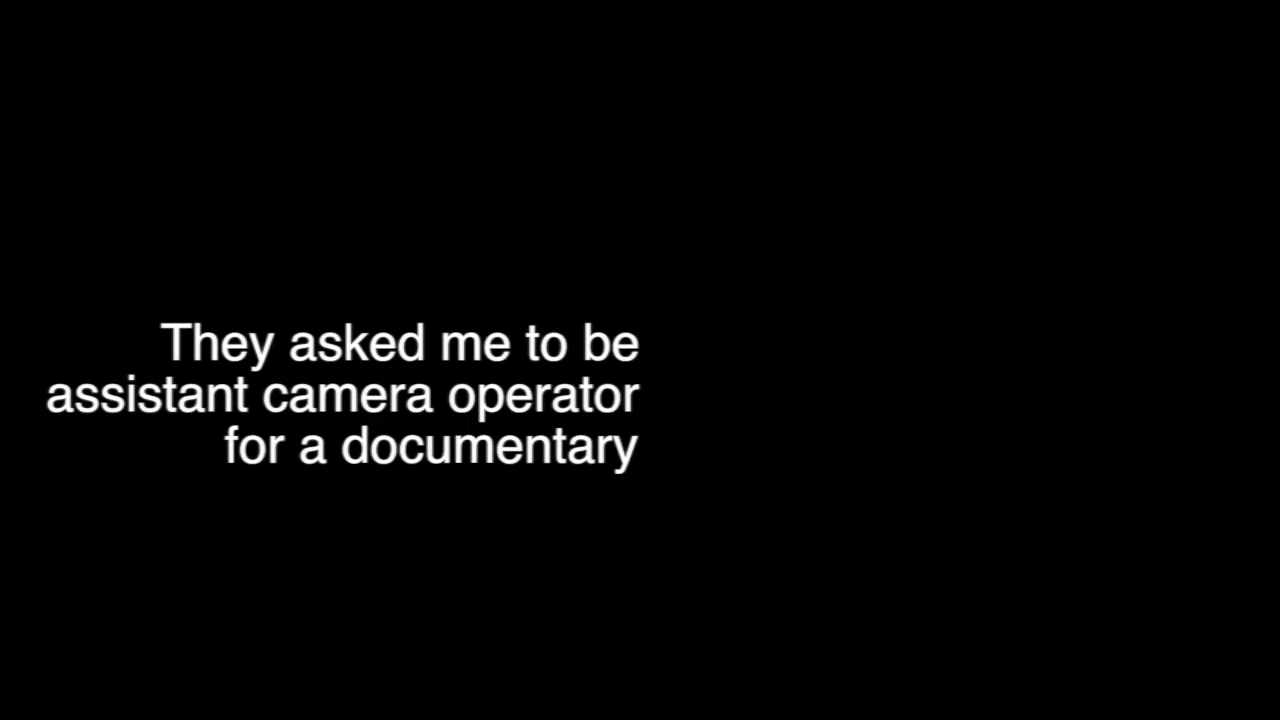 They asked me to be
assistant camera operator
for a documentary